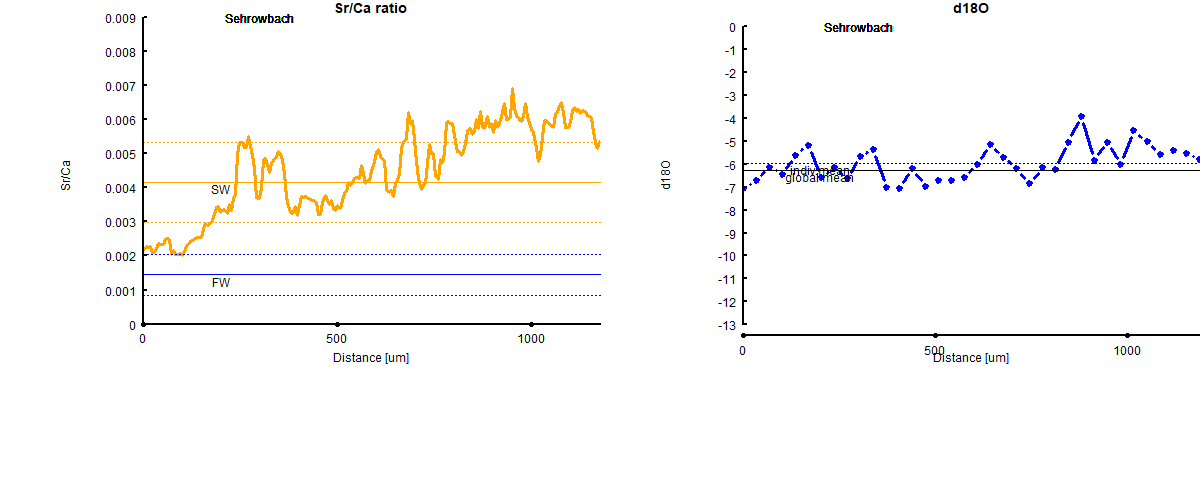 Sr/Ca ratio
Sehrowbach
0.009
0.008
0.007
0.006
0.005
0.004
0.003
0.002
0.001
0
Sr/Ca
SW
FW
0
500
1000
Distance [um]
d18O
Sehrowbach
0
-1
-2
-3
-4
-5
-6
-7
-8
-9
-10
-11
-12
-13
d18O
indiv.mean
global mean
0
500
1000
Distance [um]